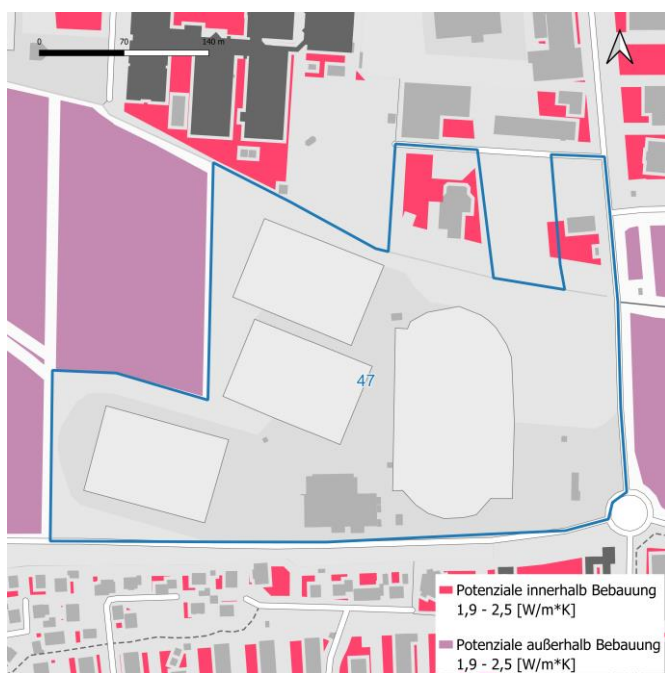 0 70 140 m
47
Potenziale innerhalb Bebauung
1,9 - 2,5 [W/m*K]
Potenziale außerhalb Bebauung
1,9 - 2,5 [W/m*K]